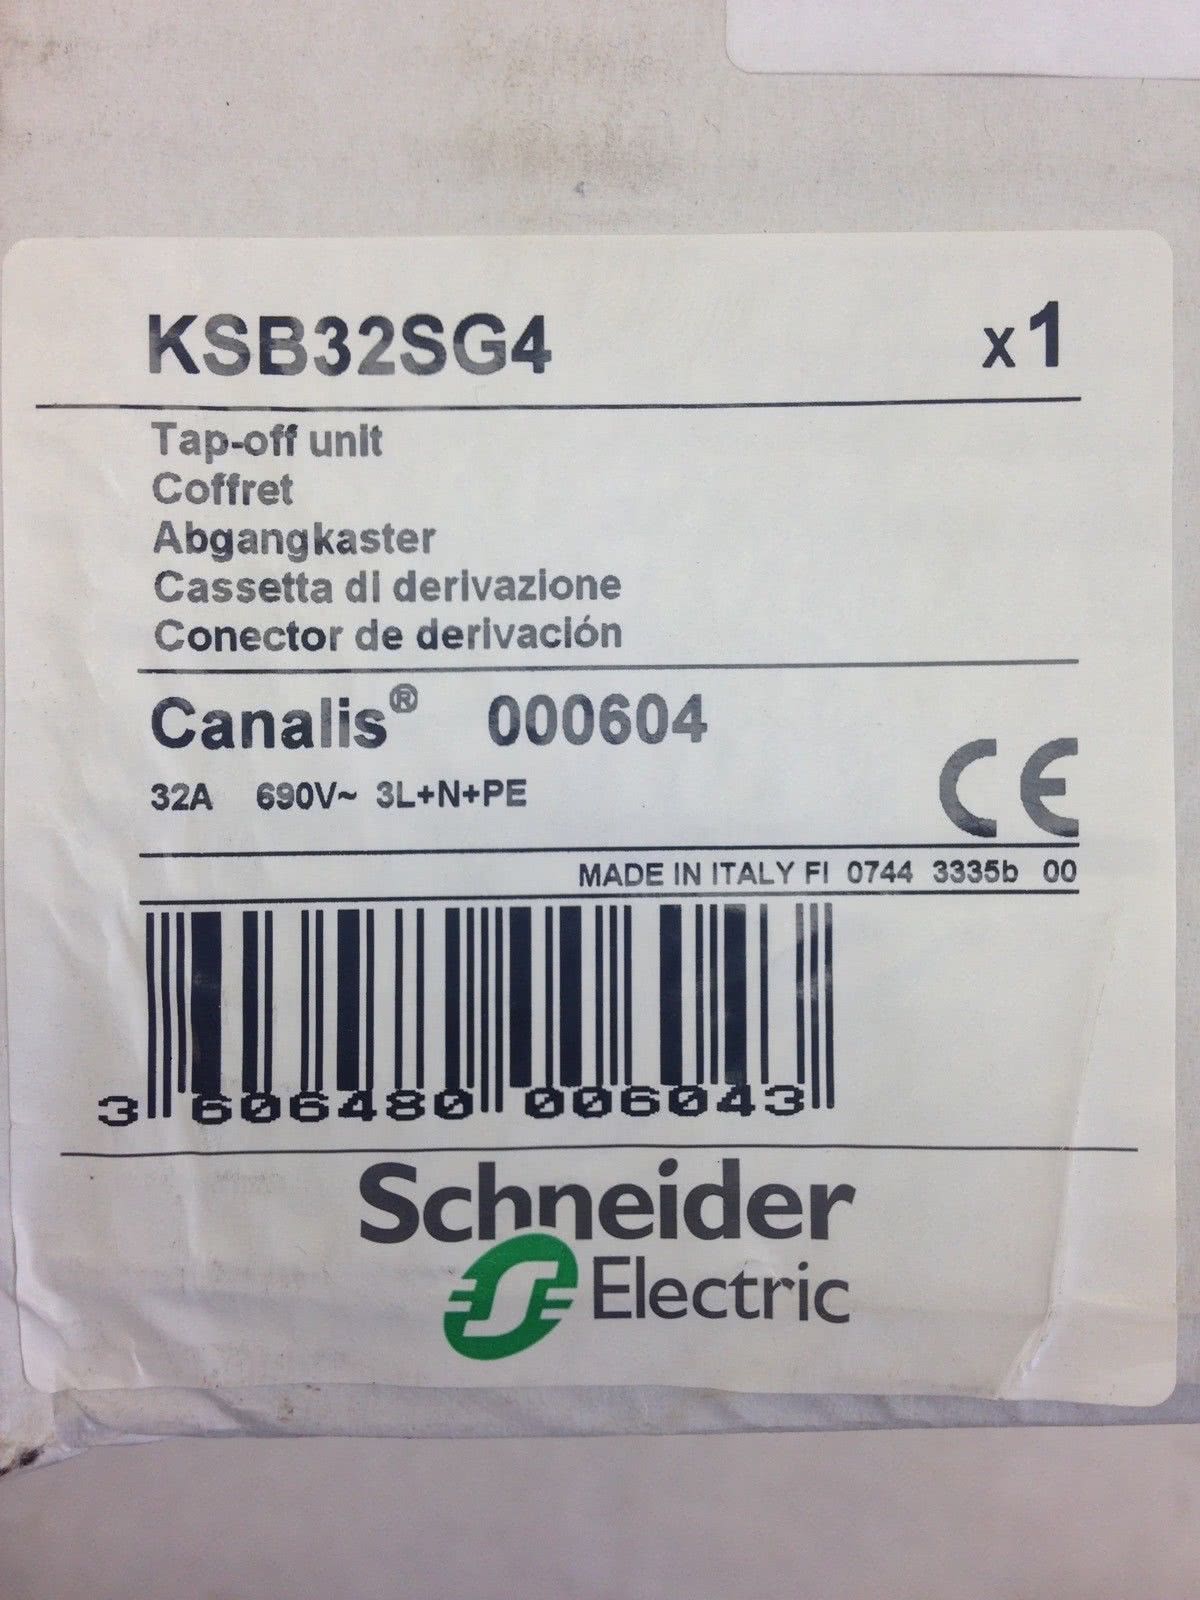 KSB32SG4 x1
Tap-off unit
Coffret
Abgangkaster
Cassetta di derivazione
Conector de derivación
Canalis® 000604
32A 690V~ 3L+N+PE
CE
MADE IN ITALY FI 0744 3335b 00
3 606480 006043
Schneider
Electric